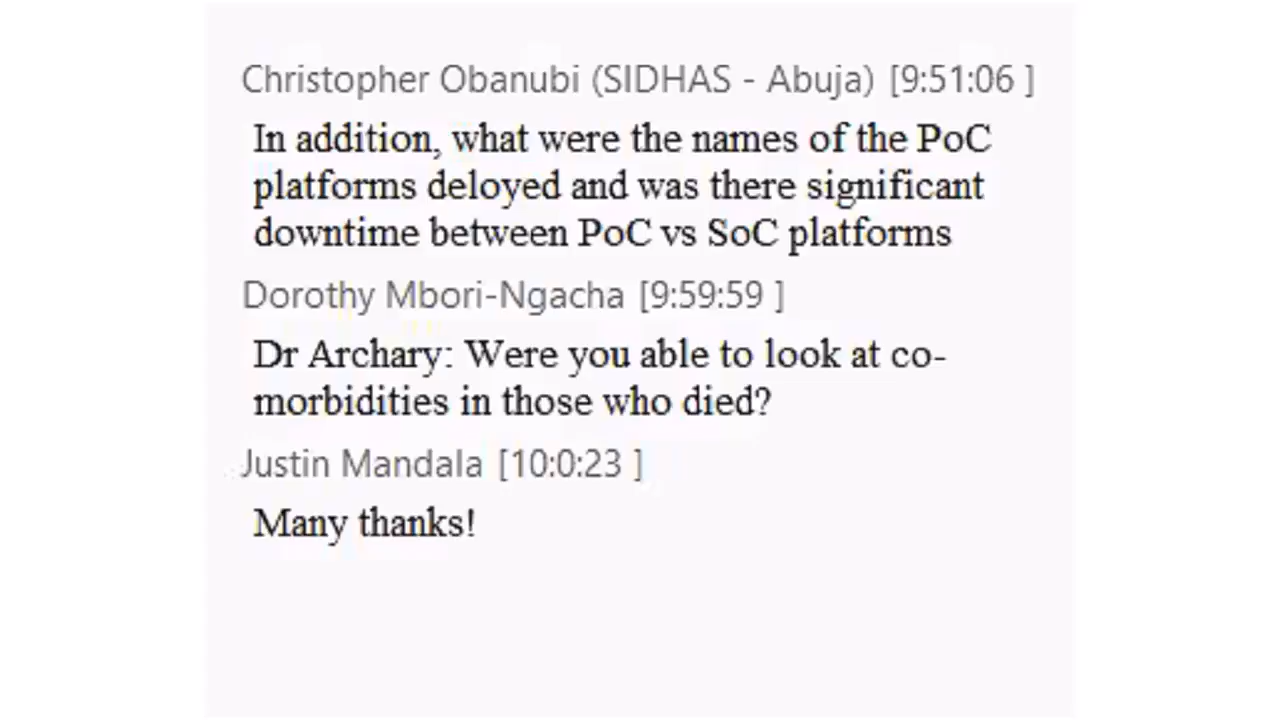 Christopher Obanubi (SIDHAS - Abuja) [9:51:06 ]
In addition, what were the names of the PoC
platforms deloyed and was there significant
downtime between PoC vs SoC platforms
Dorothy Mbori-Ngacha [9:59:59 ]
Dr Archary: Were you able to look at co-
morbidities in those who died?
Justin Mandala [10:0:23 ]
Many thanks!